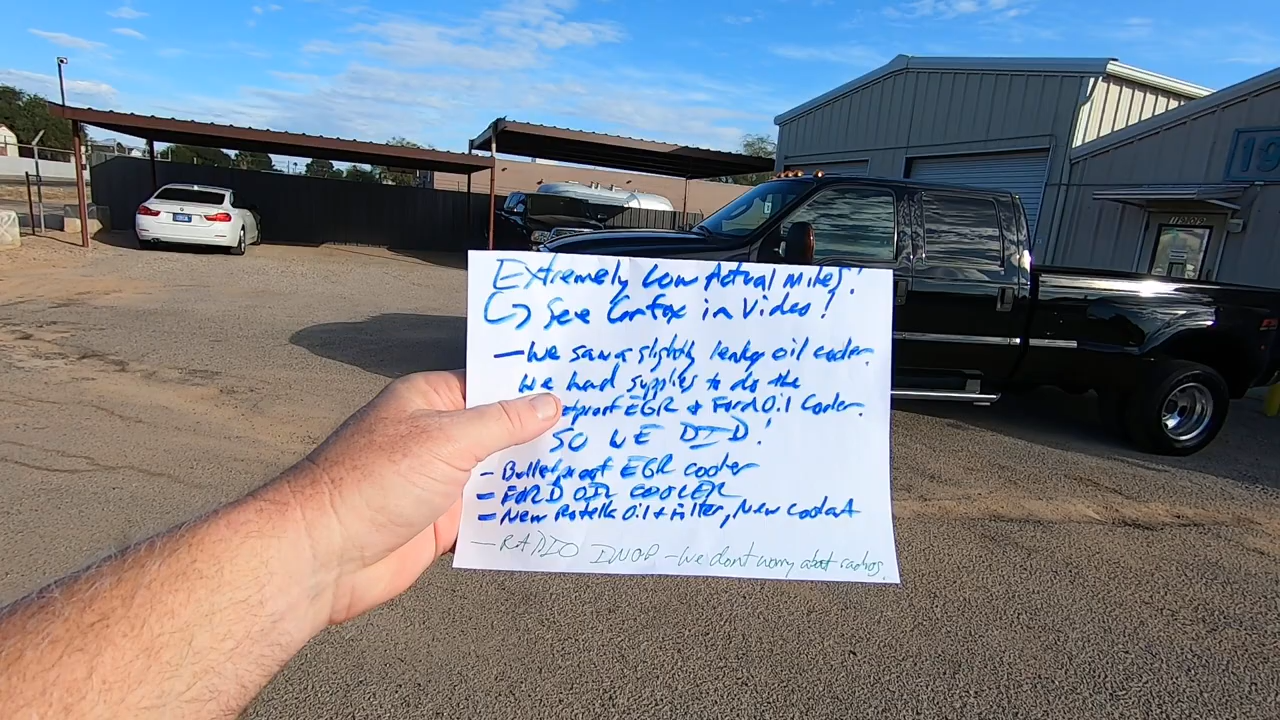 Extremely Low Actual Miles!
↳ See Carfax in Video!
- We saw a slightly leaky oil cooler.
We had supplies to do the
proof EGR & Ford Oil Cooler.
SO WE DID!
- Bulletproof EGR cooler
- FORD OIL COOLER
- New Rotella Oil + Filter, New coolant
- RADIO INOP - We dont worry about radios.
19
11909